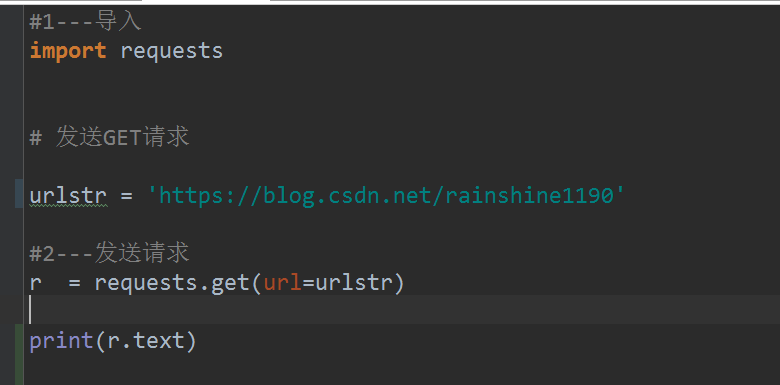 #1---导入
import requests
# 发送GET请求
urlstr = 'https://blog.csdn.net/rainshine1190'
#2---发送请求
r  = requests.get(url=urlstr)
print(r.text)